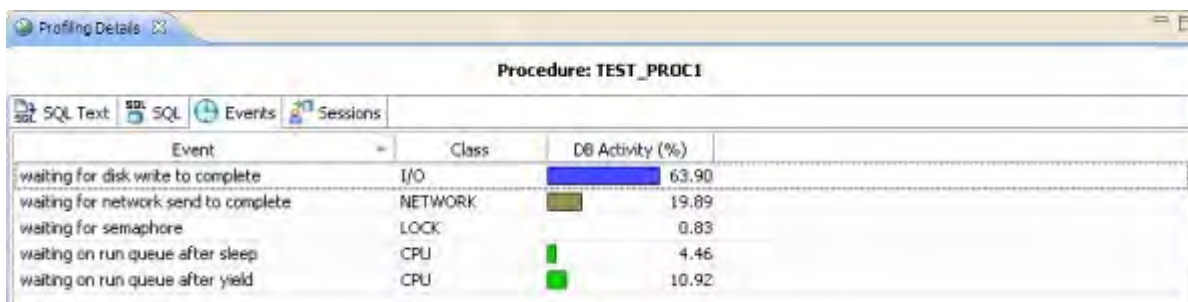 Profiling Details
Procedure: TEST_PROC1
SQL Text SQL Events Sessions
Event Class DB Activity (%)
waiting for disk write to complete I/O 63.90
waiting for network send to complete NETWORK 19.89
waiting for semaphore LOCK 0.83
waiting on run queue after sleep CPU 4.46
waiting on run queue after yield CPU 10.92